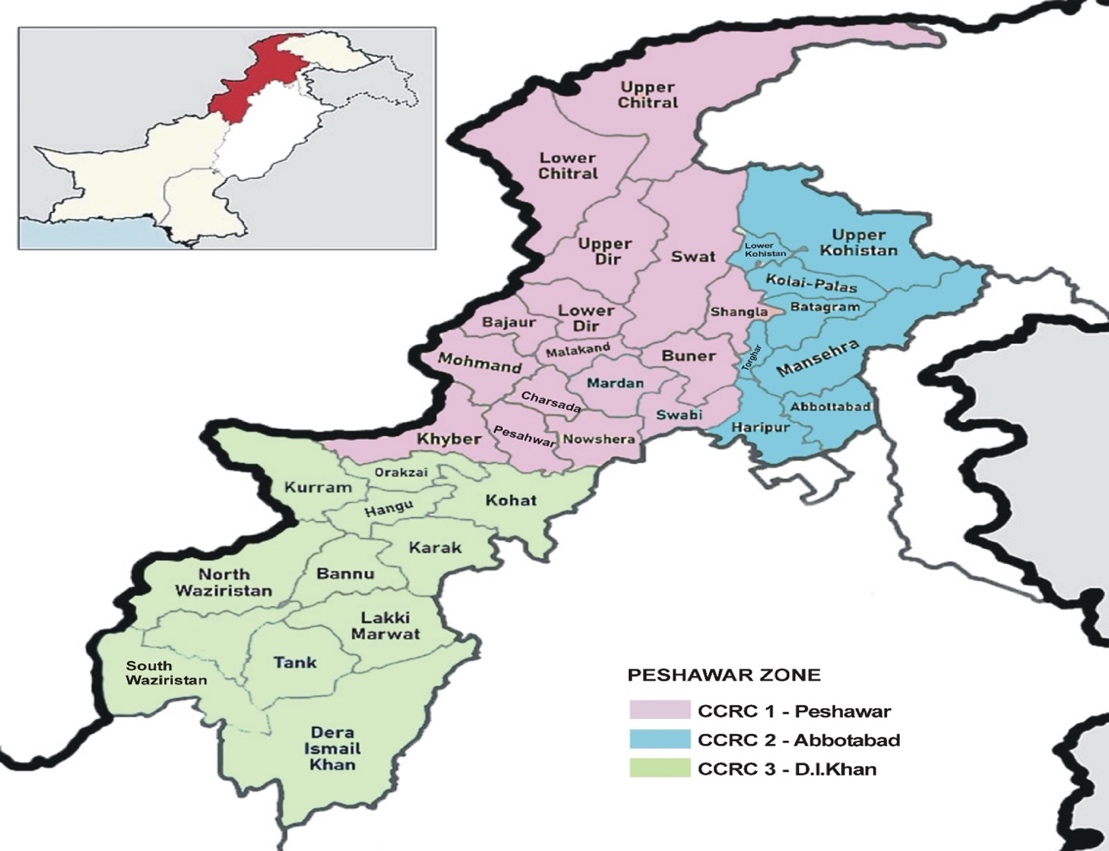 Upper
Chitral
Lower
Chitral
Upper
Dir
Swat
Upper
Kohistan
Lower
Kohistan
Kolai-Palas
Batagram
Shangla
Lower
Dir
Bajaur
Malakand
Buner
Torghar
Mansehra
Mohmand
Mardan
Charsada
Swabi
Abbottabad
Haripur
Khyber
Pesahwar
Nowshera
Orakzai
Kurram
Hangu
Kohat
Karak
North
Waziristan
Bannu
Lakki
Marwat
South
Waziristan
Tank
Dera
Ismail
Khan
PESHAWAR ZONE
CCRC 1 - Peshawar
CCRC 2 - Abbotabad
CCRC 3 - D.I.Khan